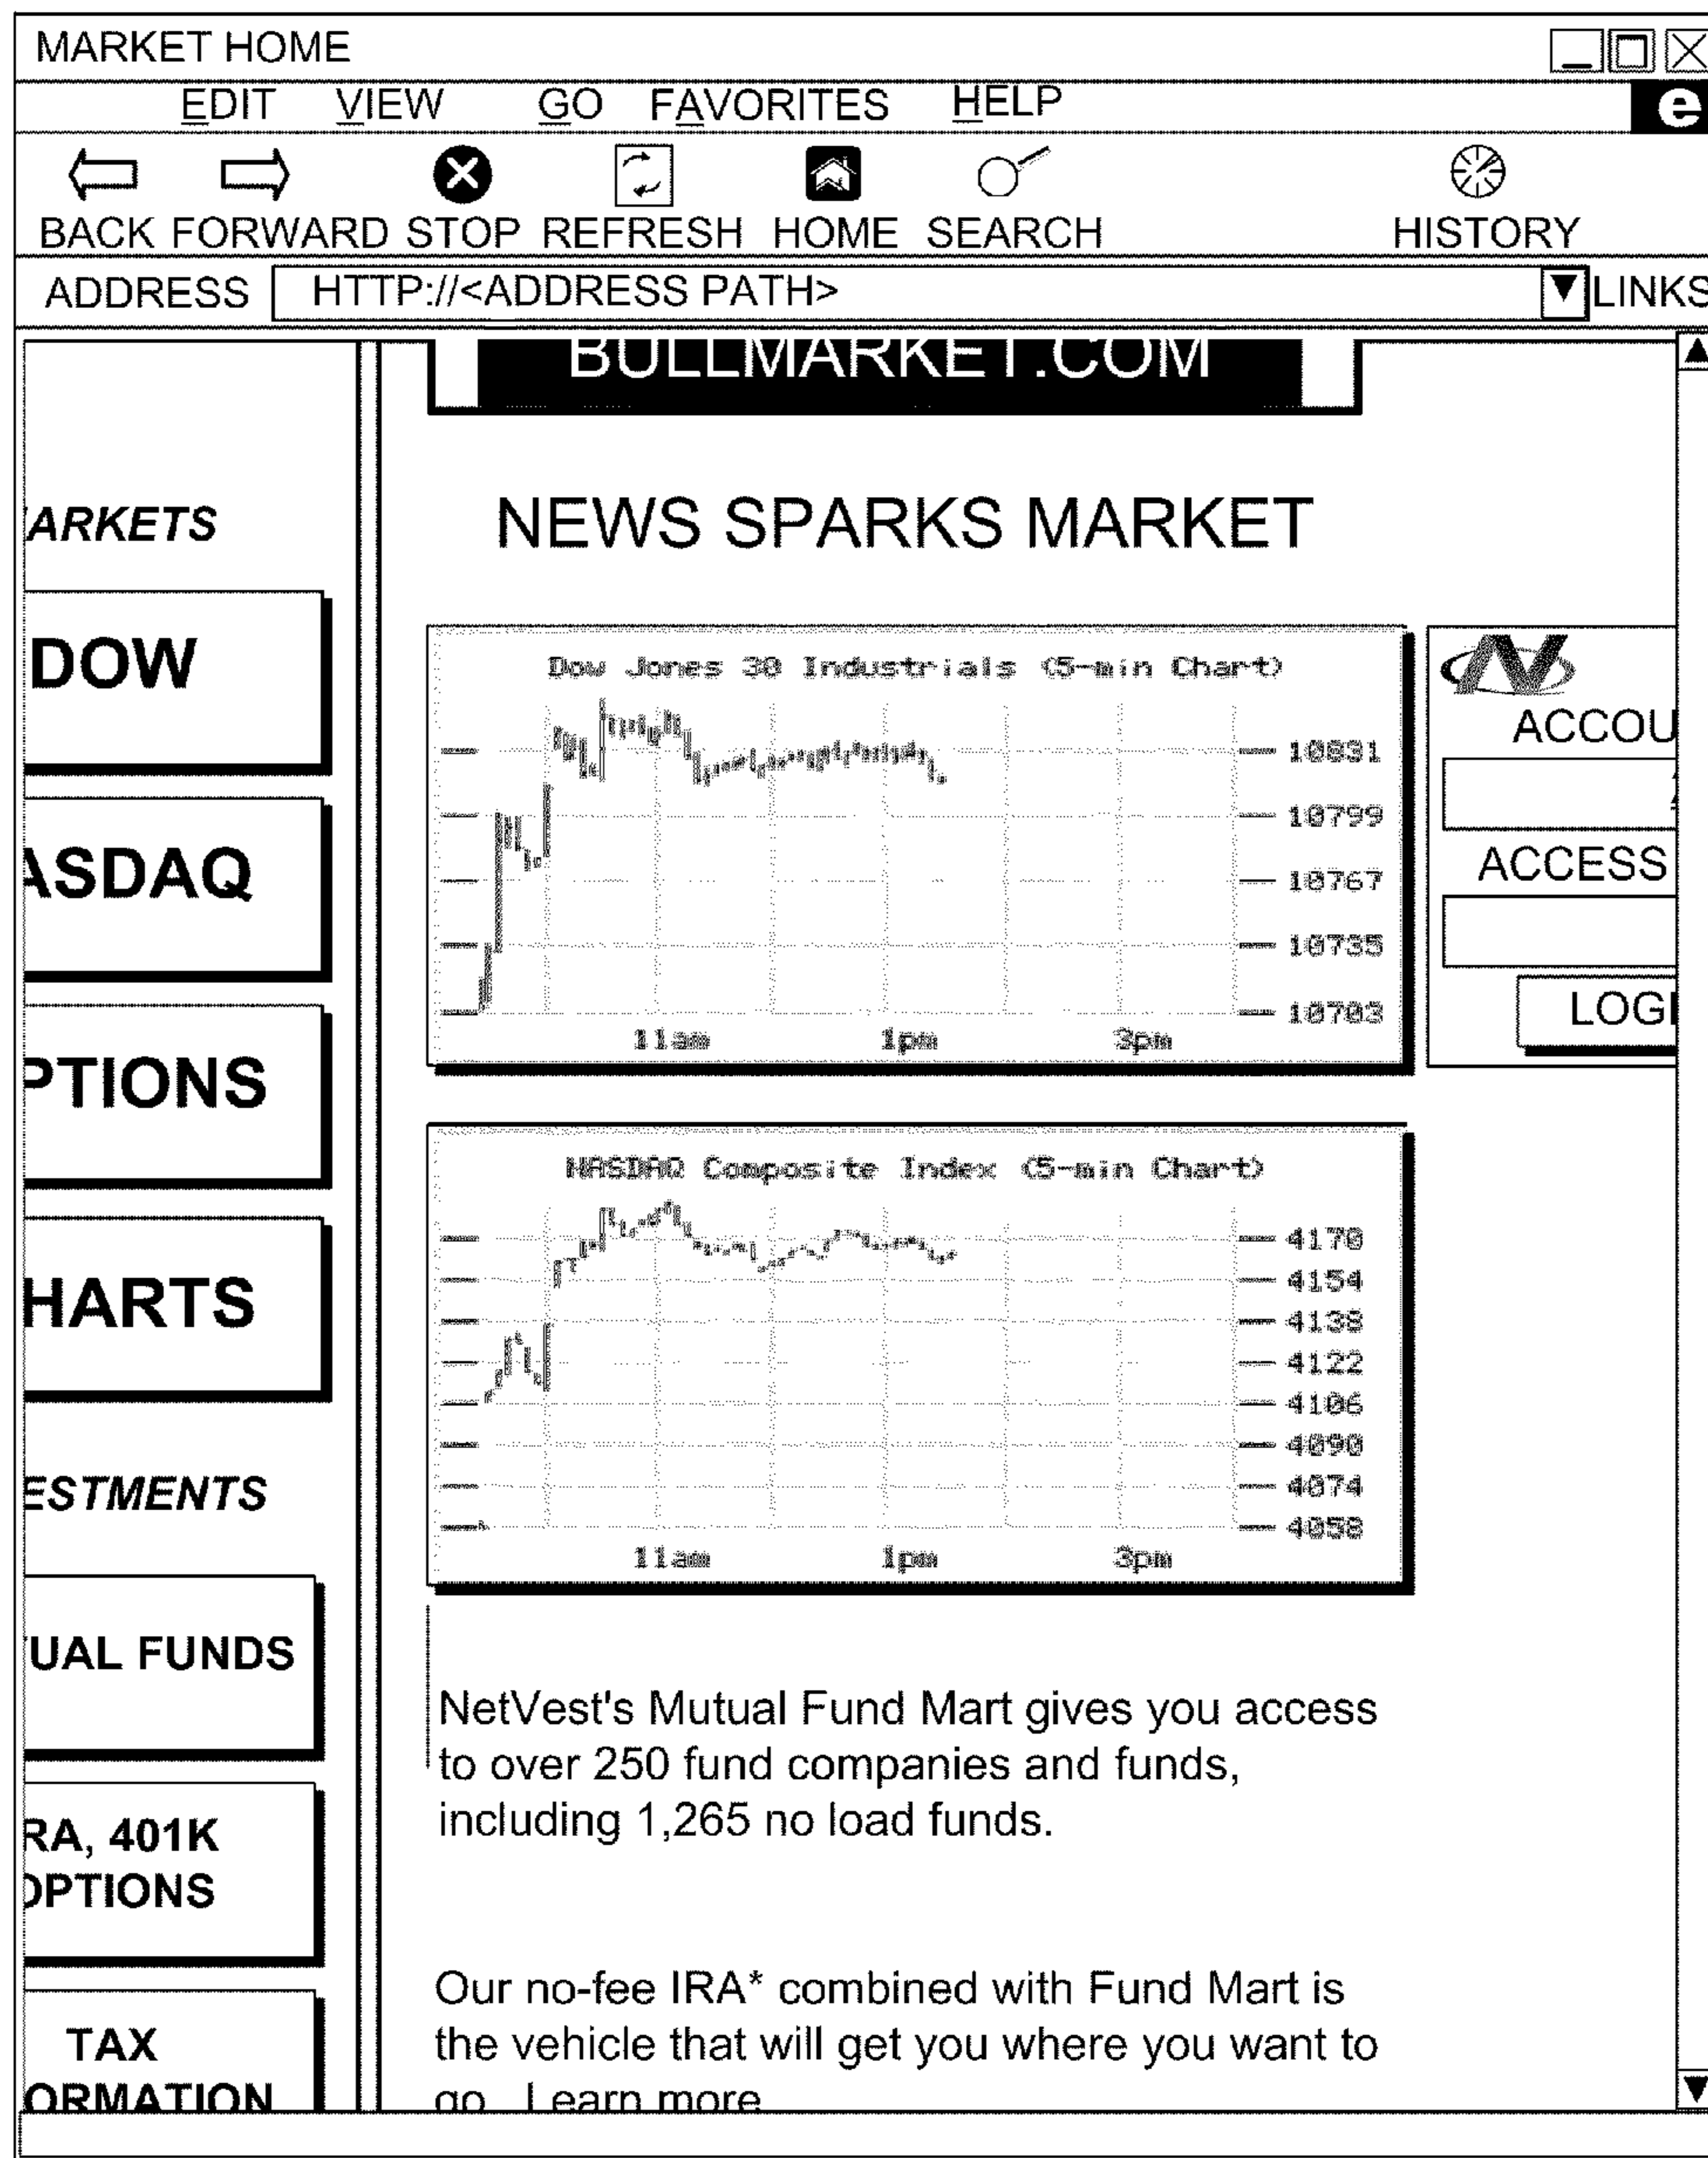 MARKET HOME
EDIT VIEW GO FAVORITES HELP
e
BACK FORWARD STOP REFRESH HOME SEARCH HISTORY
ADDRESS HTTP://<ADDRESS PATH> LINKS
BULLMARKET.COM
ARKETS
NEWS SPARKS MARKET
DOW
ASDAQ
PTIONS
HARTS
ESTMENTS
UAL FUNDS
RA, 401K
OPTIONS
TAX
ORMATION
Dow Jones 30 Industrials (5-min Chart)
10831
10799
10767
10735
10703
11am 1pm 3pm
N
ACCOU
ACCESS
LOGI
NASDAQ Composite Index (5-min Chart)
4170
4154
4138
4122
4106
4090
4074
4058
11am 1pm 3pm
NetVest's Mutual Fund Mart gives you access
to over 250 fund companies and funds,
including 1,265 no load funds.
Our no-fee IRA* combined with Fund Mart is
the vehicle that will get you where you want to
go. Learn more